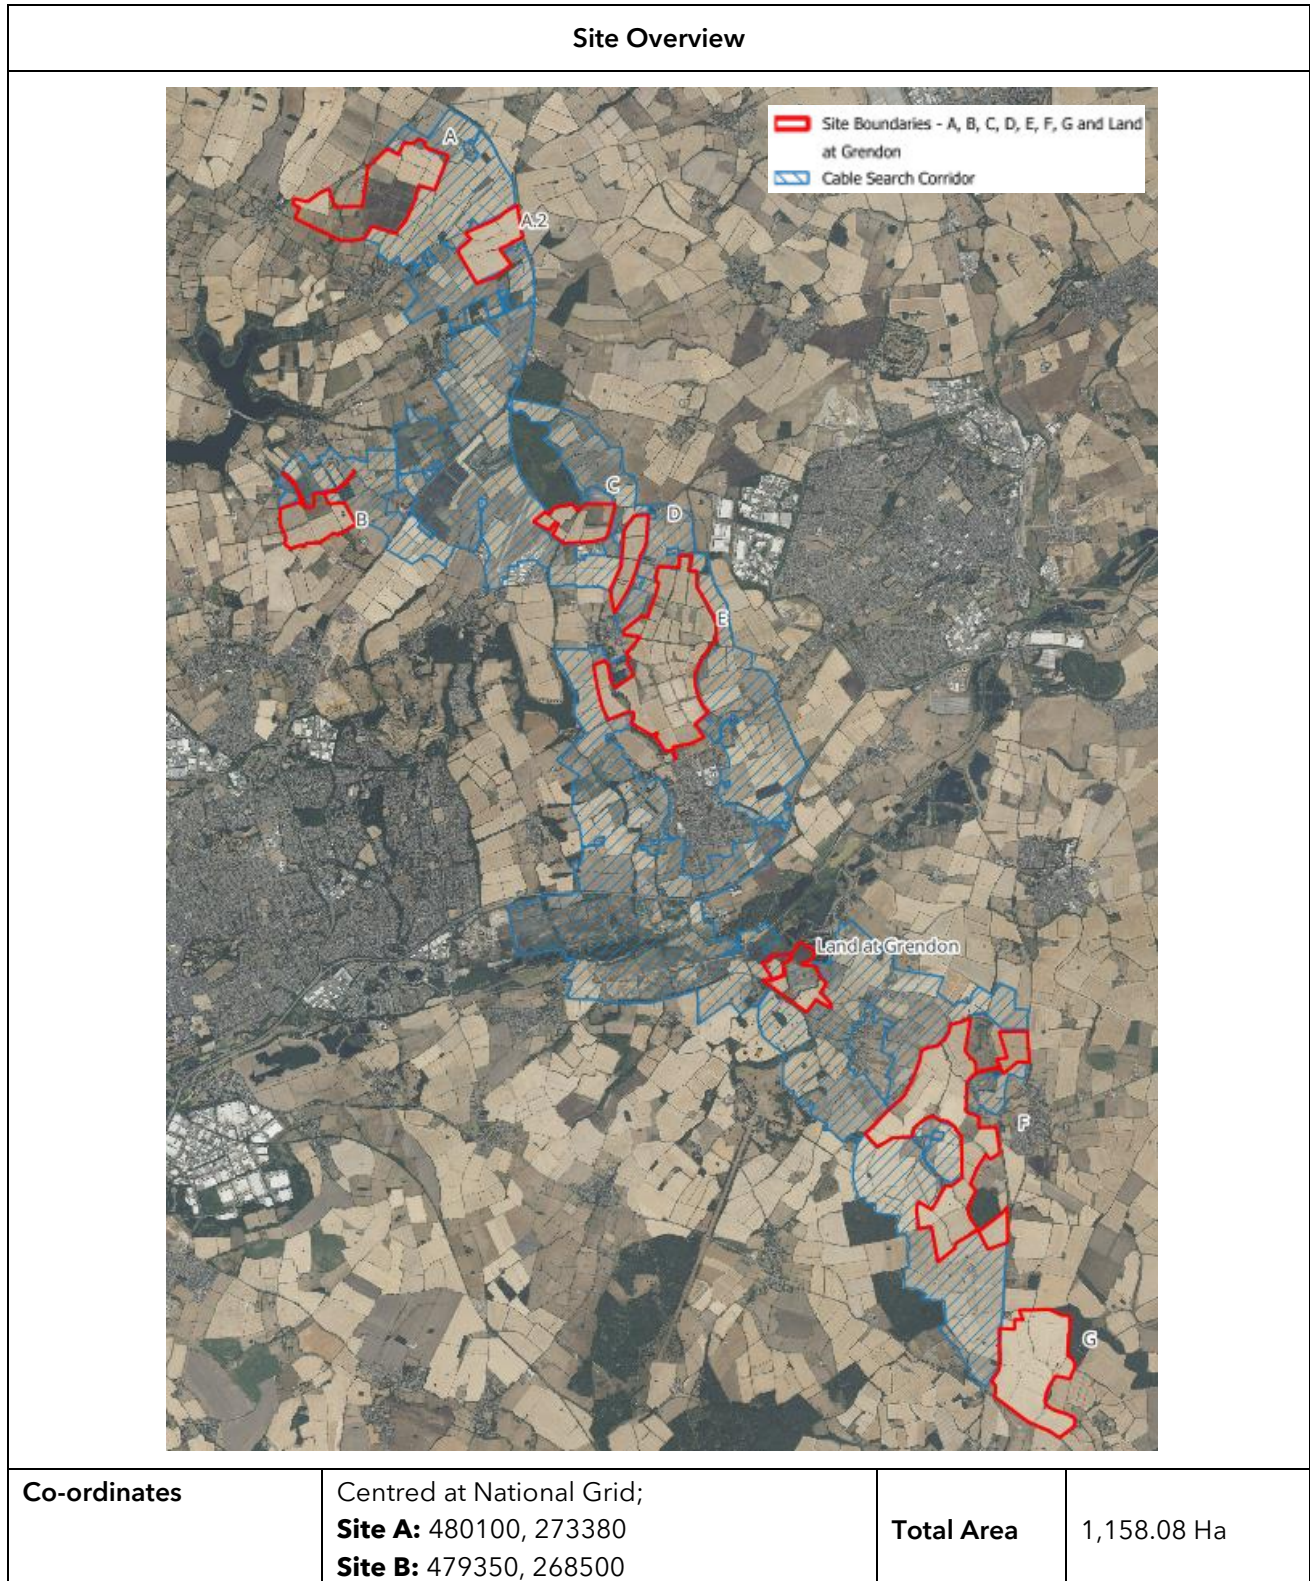 Site Overview
Site Boundaries - A, B, C, D, E, F, G and Land
at Grendon
Cable Search Corridor
A
A.2
B
C
D
E
Land at Grendon
F
G
Co-ordinates
Centred at National Grid;
Site A: 480100, 273380
Site B: 479350, 268500
Total Area
1,158.08 Ha